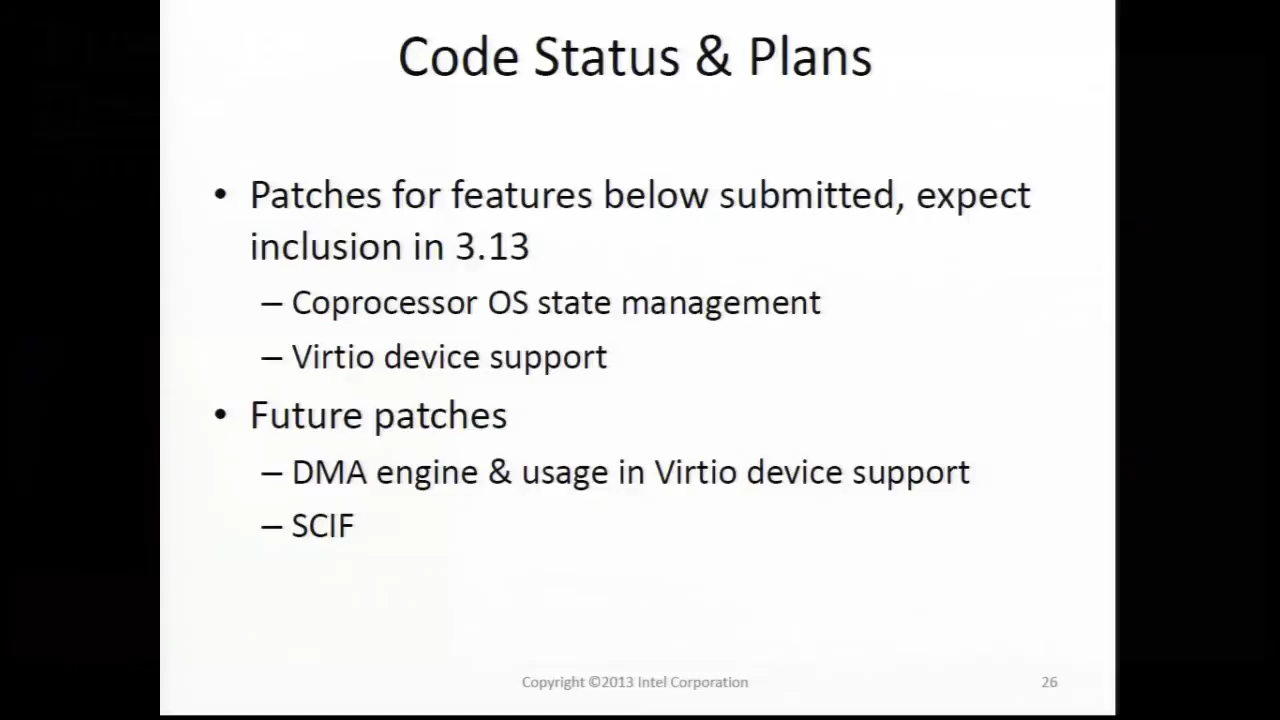 Code Status & Plans
• Patches for features below submitted, expect
inclusion in 3.13
– Coprocessor OS state management
– Virtio device support
• Future patches
– DMA engine & usage in Virtio device support
– SCIF
Copyright ©2013 Intel Corporation
26